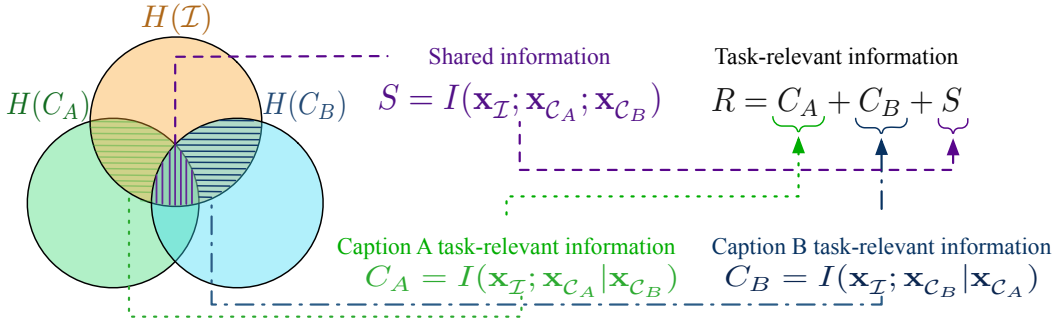 H(𝓘)
H(C_A)
H(C_B)
Shared information
S = I(𝐱_𝓘; 𝐱_{𝓒_A}; 𝐱_{𝓒_B})
Task-relevant information
R = C_A + C_B + S
Caption A task-relevant information
C_A = I(𝐱_𝓘; 𝐱_{𝓒_A}|𝐱_{𝓒_B})
Caption B task-relevant information
C_B = I(𝐱_𝓘; 𝐱_{𝓒_B}|𝐱_{𝓒_A})